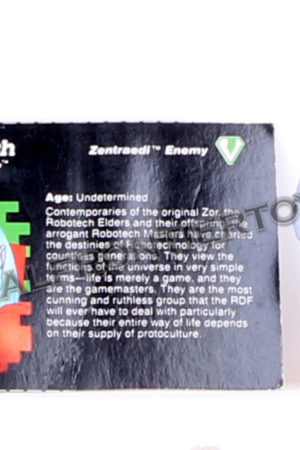 Zentraedi™ Enemy
Age: Undetermined
Contemporaries of the original Zor, the
Robotech Elders and their offspring the
arrogant Robotech Masters have charted
the destinies of Robotechnology for
countless generations. They view the
functions of the universe in very simple
terms—life is merely a game, and they
are the gamemasters. They are the most
cunning and ruthless group that the RDF
will ever have to deal with particularly
because their entire way of life depends
on their supply of protoculture.